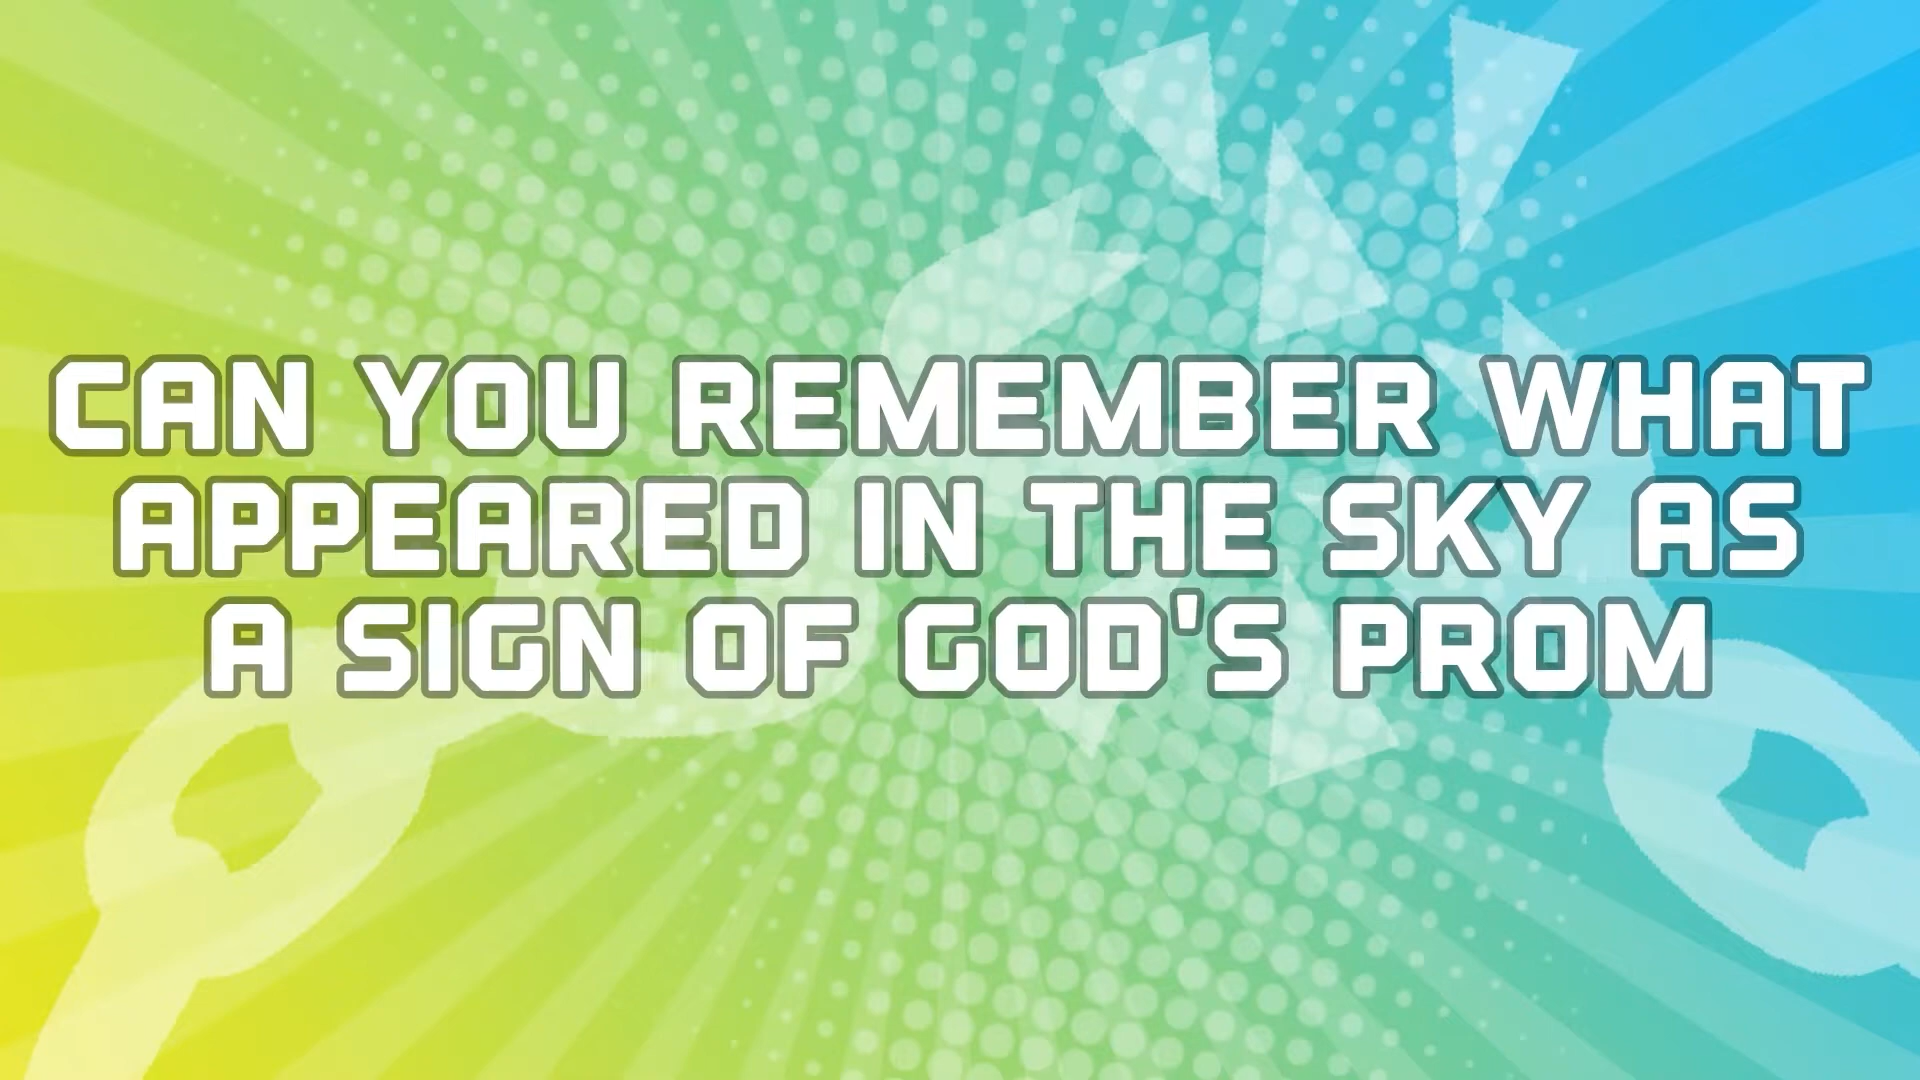 CAN YOU REMEMBER WHAT
APPEARED IN THE SKY AS
A SIGN OF GOD'S PROM